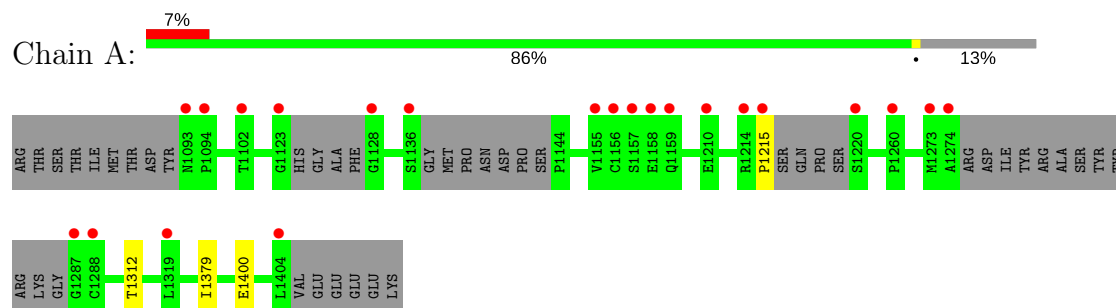 7%
Chain A:
86% • 13%
ARG THR SER THR ILE MET THR ASP TYR N1093 P1094 T1102 G1123 HIS GLY ALA PHE G1128 S1136 GLY MET PRO ASN ASP PRO SER P1144 V1155 C1156 S1157 E1158 Q1159 E1210 R1214 P1215 SER GLN PRO SER S1220 P1260 M1273 A1274 ARG ASP ILE TYR ARG ALA SER TYR
ARG LYS GLY G1287 C1288 T1312 L1319 I1379 E1400 L1404 VAL GLU GLU GLU GLU LYS